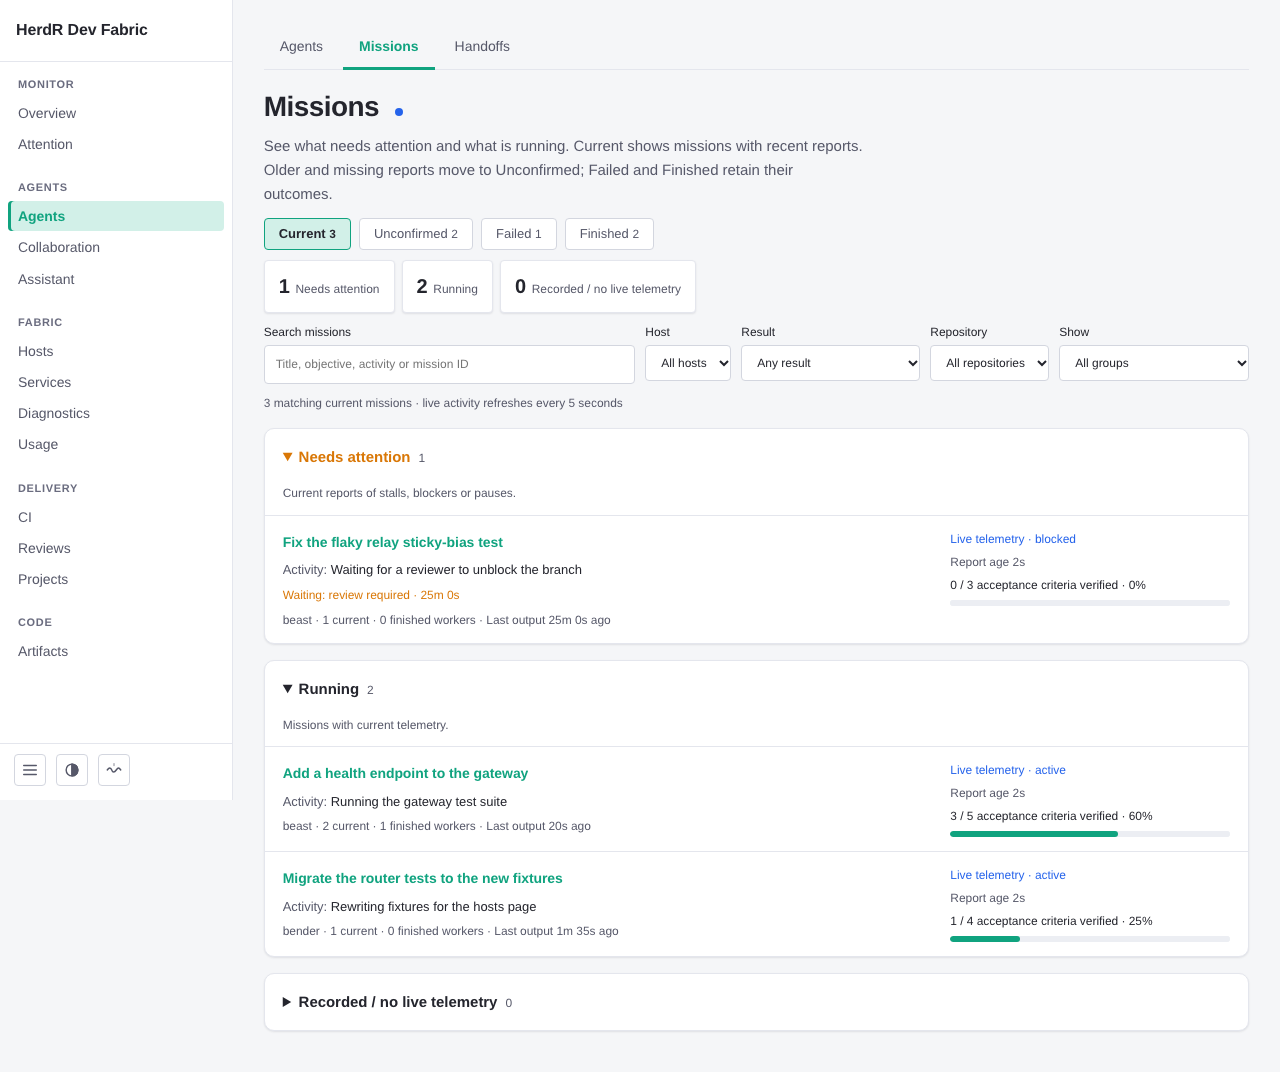 HerdR Dev Fabric
MONITOR
Overview
Attention
AGENTS
Agents
Collaboration
Assistant
FABRIC
Hosts
Services
Diagnostics
Usage
DELIVERY
CI
Reviews
Projects
CODE
Artifacts
Agents Missions Handoffs
Missions
See what needs attention and what is running. Current shows missions with recent reports.
Older and missing reports move to Unconfirmed; Failed and Finished retain their
outcomes.
Current 3 Unconfirmed 2 Failed 1 Finished 2
1 Needs attention 2 Running 0 Recorded / no live telemetry
Search missions Host Result Repository Show
Title, objective, activity or mission ID All hosts Any result All repositories All groups
3 matching current missions · live activity refreshes every 5 seconds
Needs attention 1
Current reports of stalls, blockers or pauses.
Fix the flaky relay sticky-bias test
Activity: Waiting for a reviewer to unblock the branch
Waiting: review required · 25m 0s
beast · 1 current · 0 finished workers · Last output 25m 0s ago
Live telemetry · blocked
Report age 2s
0 / 3 acceptance criteria verified · 0%
Running 2
Missions with current telemetry.
Add a health endpoint to the gateway
Activity: Running the gateway test suite
beast · 2 current · 1 finished workers · Last output 20s ago
Live telemetry · active
Report age 2s
3 / 5 acceptance criteria verified · 60%
Migrate the router tests to the new fixtures
Activity: Rewriting fixtures for the hosts page
bender · 1 current · 0 finished workers · Last output 1m 35s ago
Live telemetry · active
Report age 2s
1 / 4 acceptance criteria verified · 25%
Recorded / no live telemetry 0